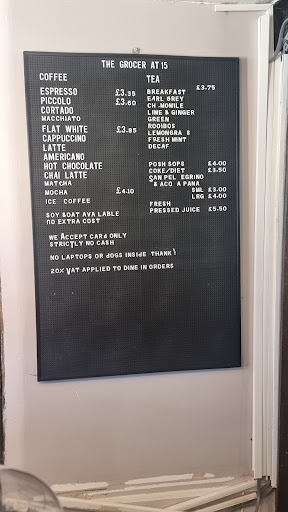 THE GROCER AT 15
COFFEE
ESPRESSO £3.35
PICCOLO £3.60
CORTADO
MACCHIATO
FLAT WHITE £3.85
CAPPUCCINO
LATTE
AMERICANO
HOT CHOCOLATE
CHAI LATTE
MATCHA
MOCHA £4.10
ICE COFFEE
SOY BOAT AVA LABLE
NO EXTRA COST
WE ACCEPT CARD ONLY
STRICTLY NO CASH
NO LAPTOPS OR DOGS INSIDE THANK!
20% VAT APPLIED TO DINE IN ORDERS
TEA
BREAKFAST £3.75
EARL GREY
CH .MOMILE
LIME & GINGER
GREEN
ROOIBOS
LEMONGRA S
FRESH MINT
DECAF
POSH SOPS £4.00
COKE/DIET £3.50
SAN PEL EGRINO
& ACO A PANA
SML £3.00
LRG £4.00
FRESH
PRESSED JUICE £5.50